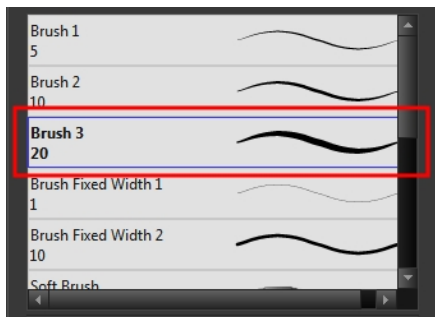 Brush 1
5
Brush 2
10
Brush 3
20
Brush Fixed Width 1
1
Brush Fixed Width 2
10
Soft Brush